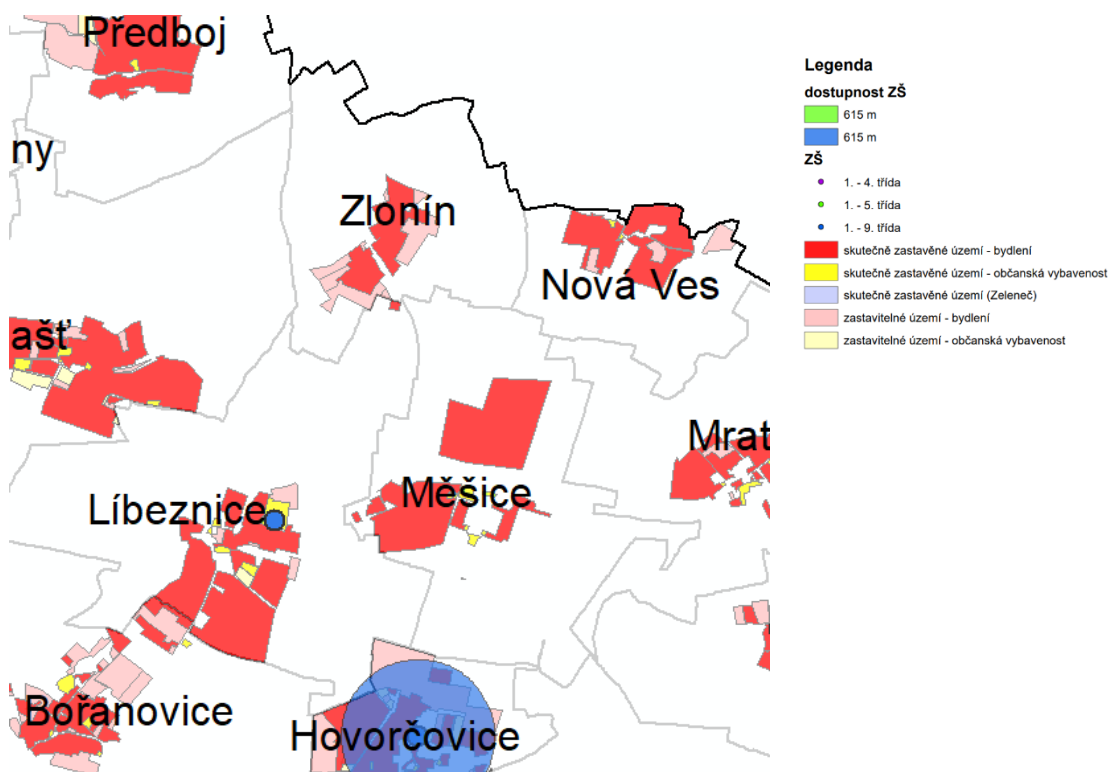 Předboj
ny
Zlonín
Nová Ves
ašť
Mrat
Měšice
Líbeznice
Bořanovice
Hovorčovice
Legenda
dostupnost ZŠ
615 m
615 m
ZŠ
1. - 4. třída
1. - 5. třída
1. - 9. třída
skutečně zastavěné území - bydlení
skutečně zastavěné území - občanská vybavenost
skutečně zastavěné území (Zeleneč)
zastavitelné území - bydlení
zastavitelné území - občanská vybavenost